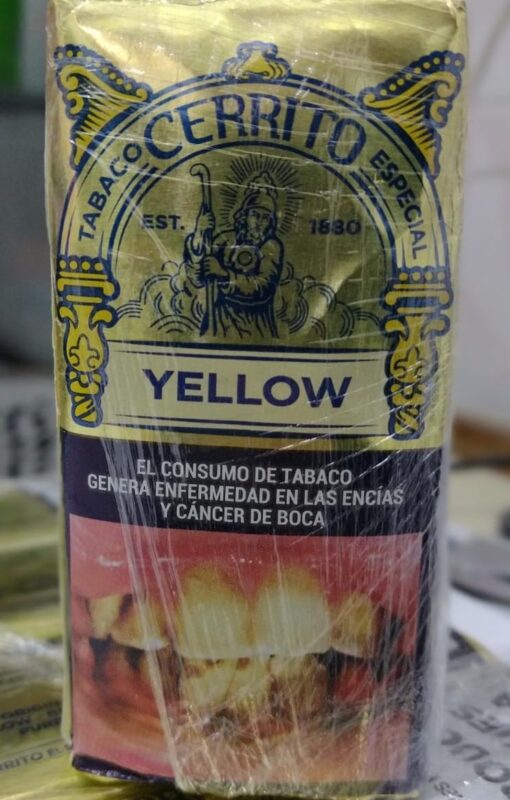 CERRITO
TABACO
ESPECIAL
EST. 1880
YELLOW
EL CONSUMO DE TABACO
GENERA ENFERMEDAD EN LAS ENCÍAS
Y CÁNCER DE BOCA